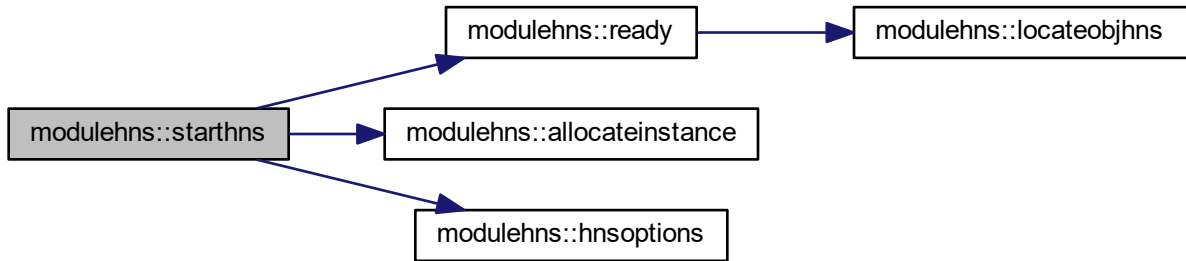 modulehns::ready
modulehns::locateobjhns
modulehns::starthns
modulehns::allocateinstance
modulehns::hnsoptions